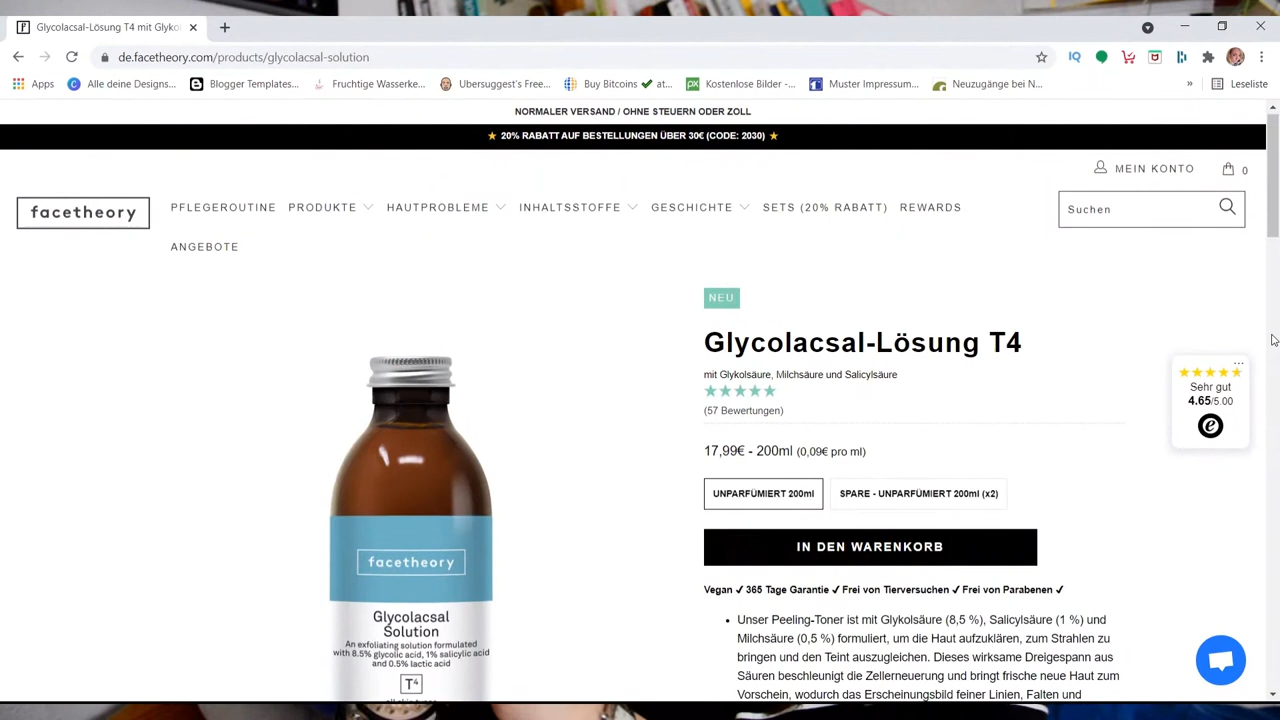 Glycolacsal-Lösung T4 mit Glyko
de.facetheory.com/products/glycolacsal-solution
Apps
Alle deine Designs...
Blogger Templates...
Fruchtige Wasserke...
Ubersuggest's Free...
Buy Bitcoins ✔ at...
Kostenlose Bilder -...
Muster Impressum...
Neuzugänge bei N...
»
Leseliste
NORMALER VERSAND / OHNE STEUERN ODER ZOLL
★ 20% RABATT AUF BESTELLUNGEN ÜBER 30€ (CODE: 2030) ★
MEIN KONTO
0
facetheory
PFLEGEROUTINE
PRODUKTE
HAUTPROBLEME
INHALTSSTOFFE
GESCHICHTE
SETS (20% RABATT)
REWARDS
Suchen
ANGEBOTE
NEU
Glycolacsal-Lösung T4
mit Glykolsäure, Milchsäure und Salicylsäure
(57 Bewertungen)
Sehr gut
4.65/5.00
17,99€ - 200ml (0,09€ pro ml)
UNPARFÜMIERT 200ml
SPARE - UNPARFÜMIERT 200ml (x2)
IN DEN WARENKORB
Vegan ✓ 365 Tage Garantie ✓ Frei von Tierversuchen ✓ Frei von Parabenen ✓
Unser Peeling-Toner ist mit Glykolsäure (8,5 %), Salicylsäure (1 %) und
Milchsäure (0,5 %) formuliert, um die Haut aufzuklären, zum Strahlen zu
bringen und den Teint auszugleichen. Dieses wirksame Dreigespann aus
Säuren beschleunigt die Zellerneuerung und bringt frische neue Haut zum
Vorschein, wodurch das Erscheinungsbild feiner Linien, Falten und
facetheory
Glycolacsal
Solution
An exfoliating solution formulated
with 8.5% glycolic acid, 1% salicylic acid
and 0.5% lactic acid
T4